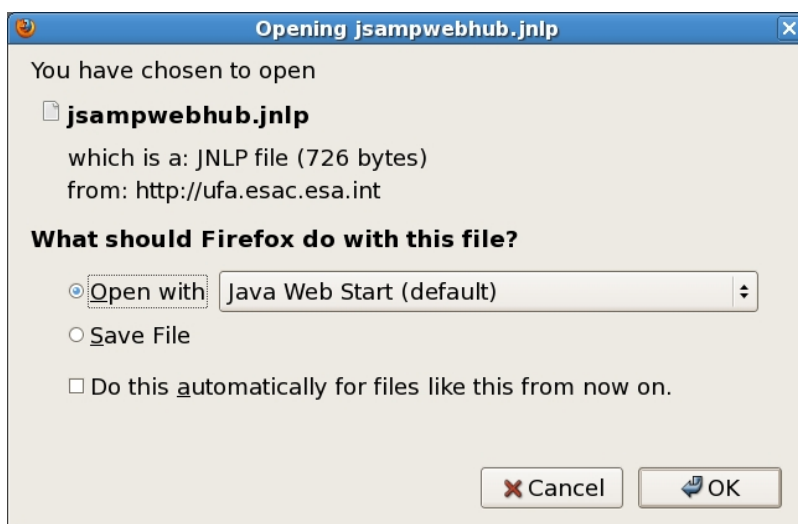 Opening jsampwebhub.jnlp
You have chosen to open
jsampwebhub.jnlp
which is a: JNLP file (726 bytes)
from: http://ufa.esac.esa.int
What should Firefox do with this file?
Open with Java Web Start (default)
Save File
Do this automatically for files like this from now on.
Cancel OK